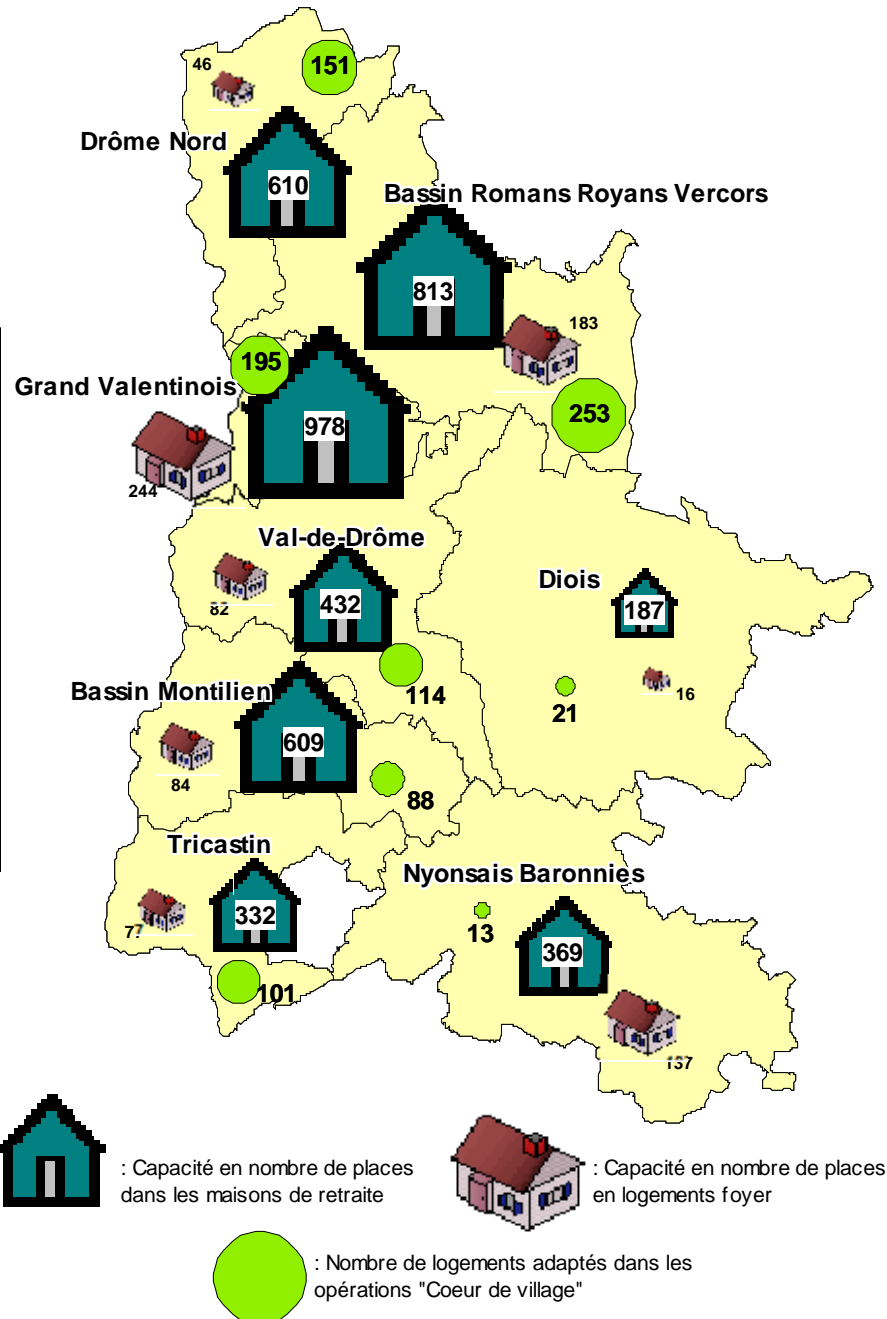 46
151
Drôme Nord
610
Bassin Romans Royans Vercors
813
183
195
Grand Valentinois
978
253
244
Val-de-Drôme
82
432
Diois
187
114
21
16
Bassin Montilien
609
84
88
Tricastin
77
332
101
Nyonsais Baronnies
13
369
137
: Capacité en nombre de places
dans les maisons de retraite
: Capacité en nombre de places
en logements foyer
: Nombre de logements adaptés dans les
opérations "Coeur de village"